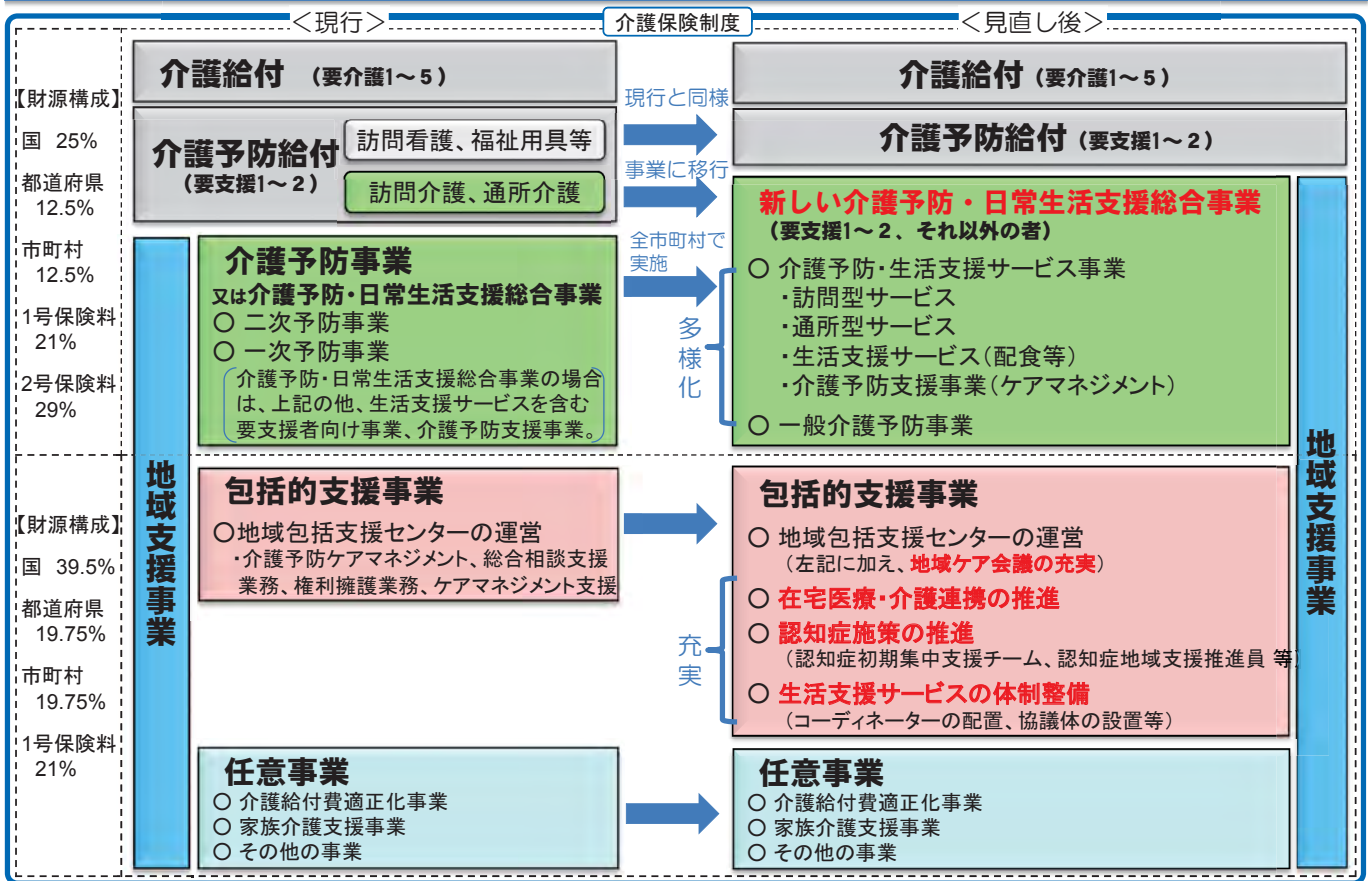 介護保険制度
＜現行＞
＜見直し後＞
【財源構成】
国 25%
都道府県
12.5%
市町村
12.5%
1号保険料
21%
2号保険料
29%
【財源構成】
国 39.5%
都道府県
19.75%
市町村
19.75%
1号保険料
21%
介護給付 （要介護1～５）
介護予防給付
（要支援1～２）
訪問看護、福祉用具等
訪問介護、通所介護
地域支援事業
介護予防事業
又は介護予防・日常生活支援総合事業
○ 二次予防事業
○ 一次予防事業
介護予防・日常生活支援総合事業の場合
は、上記の他、生活支援サービスを含む
要支援者向け事業、介護予防支援事業。
包括的支援事業
○地域包括支援センターの運営
・介護予防ケアマネジメント、総合相談支援
業務、権利擁護業務、ケアマネジメント支援
任意事業
○ 介護給付費適正化事業
○ 家族介護支援事業
○ その他の事業
現行と同様
事業に移行
全市町村で
実施
多様化
充実
介護給付（要介護1～５）
介護予防給付（要支援1～２）
新しい介護予防・日常生活支援総合事業
（要支援1～２、それ以外の者）
○ 介護予防・生活支援サービス事業
・訪問型サービス
・通所型サービス
・生活支援サービス（配食等）
・介護予防支援事業（ケアマネジメント）
○ 一般介護予防事業
包括的支援事業
○ 地域包括支援センターの運営
（左記に加え、地域ケア会議の充実）
○ 在宅医療・介護連携の推進
○ 認知症施策の推進
（認知症初期集中支援チーム、認知症地域支援推進員 等）
○ 生活支援サービスの体制整備
（コーディネーターの配置、協議体の設置等）
任意事業
○ 介護給付費適正化事業
○ 家族介護支援事業
○ その他の事業
地域支援事業